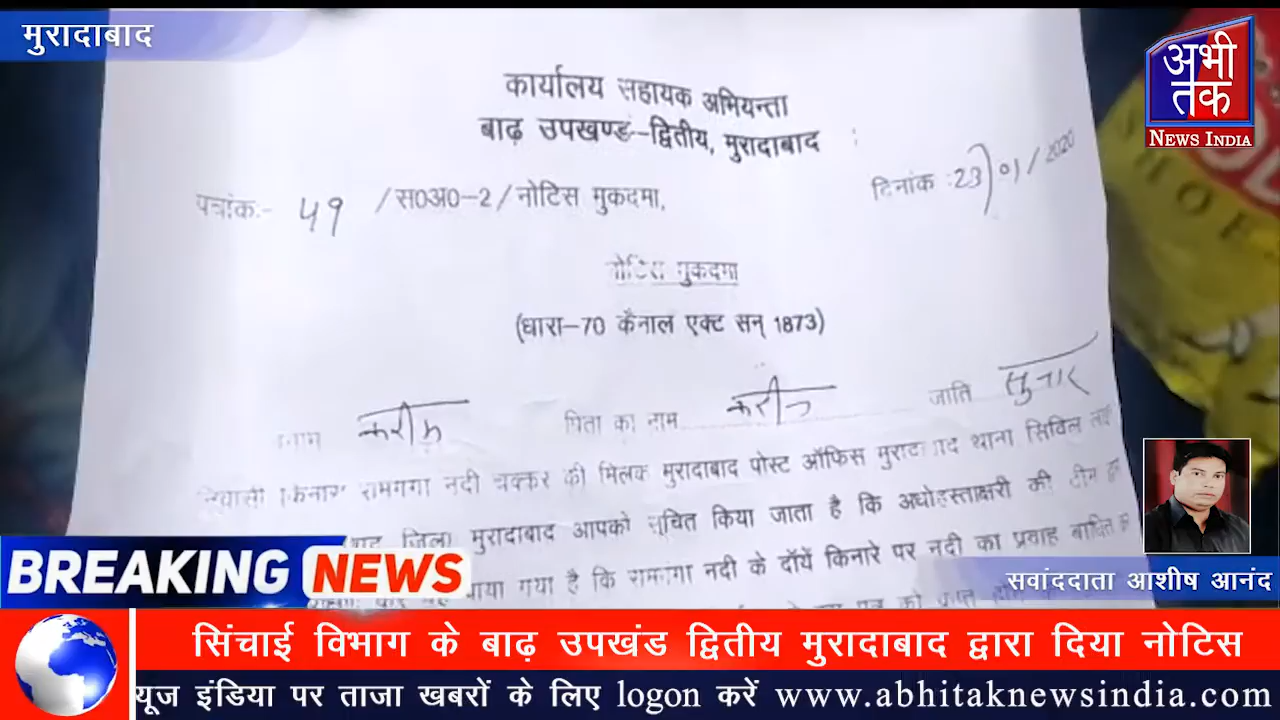 मुरादाबाद
अभी
तक
NEWS INDIA
कार्यालय सहायक अभियन्ता
बाढ़ उपखण्ड-द्वितीय, मुरादाबाद
पत्रांक:- 49 /स0अ0-2/नोटिस मुकदमा,
दिनांक :23/01/2020
नोटिस मुकदमा
(धारा-70 कैनाल एक्ट सन् 1873)
नाम करीम पिता का नाम जाति सुनार
निवासी किनारा रामगंगा नदी चक्कर की मिलक मुरादाबाद पोस्ट ऑफिस मुरादाबाद थाना सिविल
जिला मुरादाबाद आपको सूचित किया जाता है कि अधोहस्ताक्षरी की टीम
पाया गया है कि रामगंगा नदी के दाँयें किनारे पर नदी का प्रवाह बाधित
BREAKING NEWS
सवांददाता आशीष आनंद
सिंचाई विभाग के बाढ़ उपखंड द्वितीय मुरादाबाद द्वारा दिया नोटिस
यूज इंडिया पर ताजा खबरों के लिए logon करें www.abhitaknewsindia.com